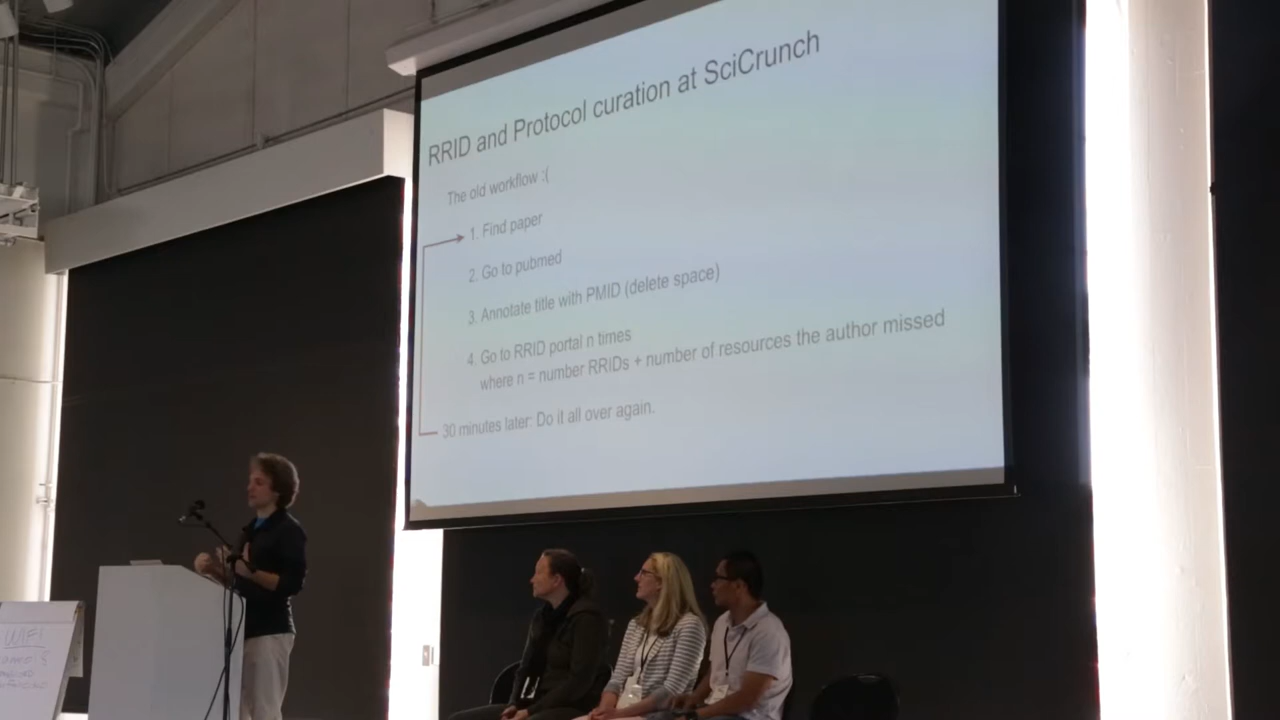 RRID and Protocol curation at SciCrunch
The old workflow :(
1. Find paper
2. Go to pubmed
3. Annotate title with PMID (delete space)
4. Go to RRID portal n times
where n = number RRIDs + number of resources the author missed
30 minutes later: Do it all over again.
WIFI